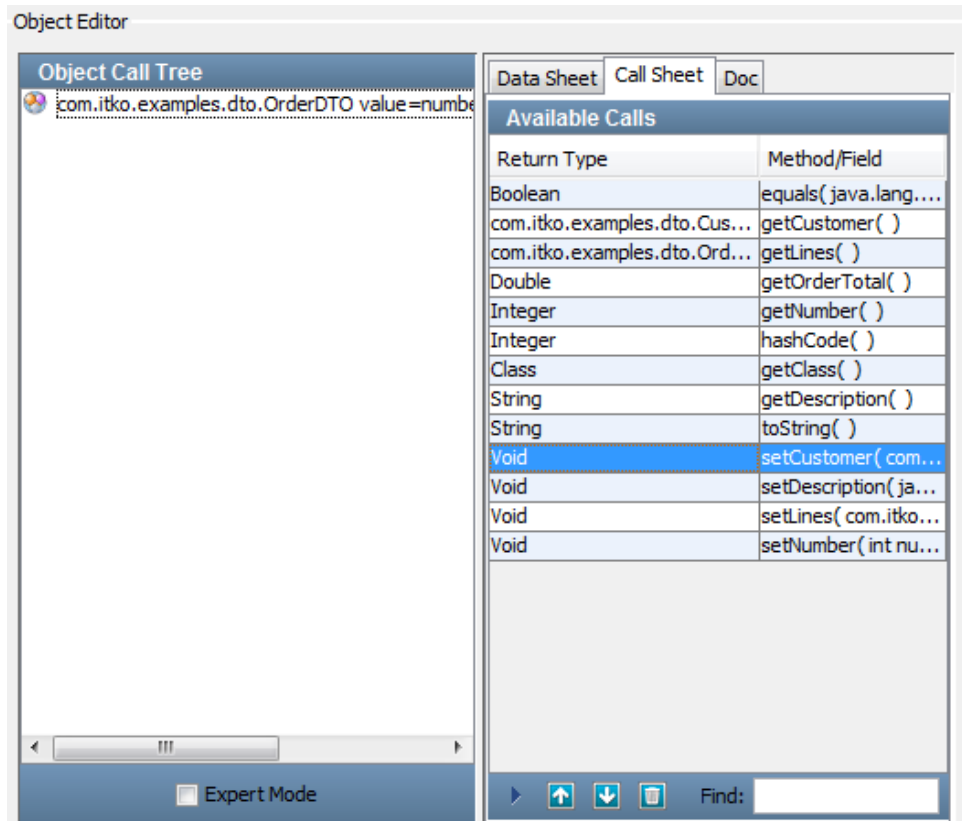 Object Editor
Object Call Tree
com.itko.examples.dto.OrderDTO value=numbe
Expert Mode
Data Sheet Call Sheet Doc
Available Calls
Return Type Method/Field
Boolean equals( java.lang....
com.itko.examples.dto.Cus... getCustomer( )
com.itko.examples.dto.Ord... getLines( )
Double getOrderTotal( )
Integer getNumber( )
Integer hashCode( )
Class getClass( )
String getDescription( )
String toString( )
Void setCustomer( com...
Void setDescription( ja...
Void setLines( com.itko...
Void setNumber( int nu...
Find: